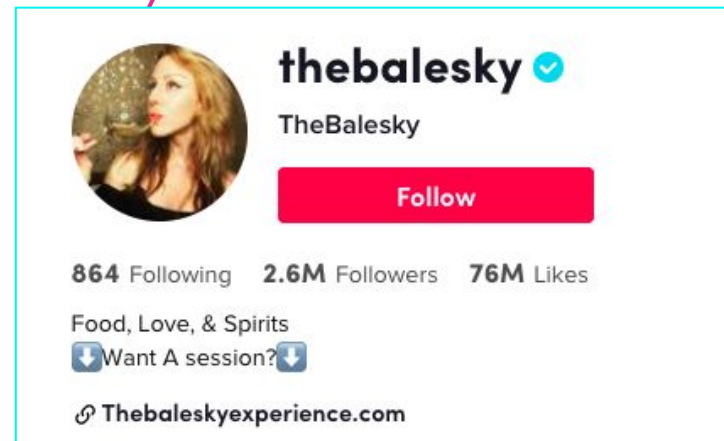 thebalesky
TheBalesky
Follow
864 Following 2.6M Followers 76M Likes
Food, Love, & Spirits
⬇️Want A session?⬇️
Thebaleskyexperience.com